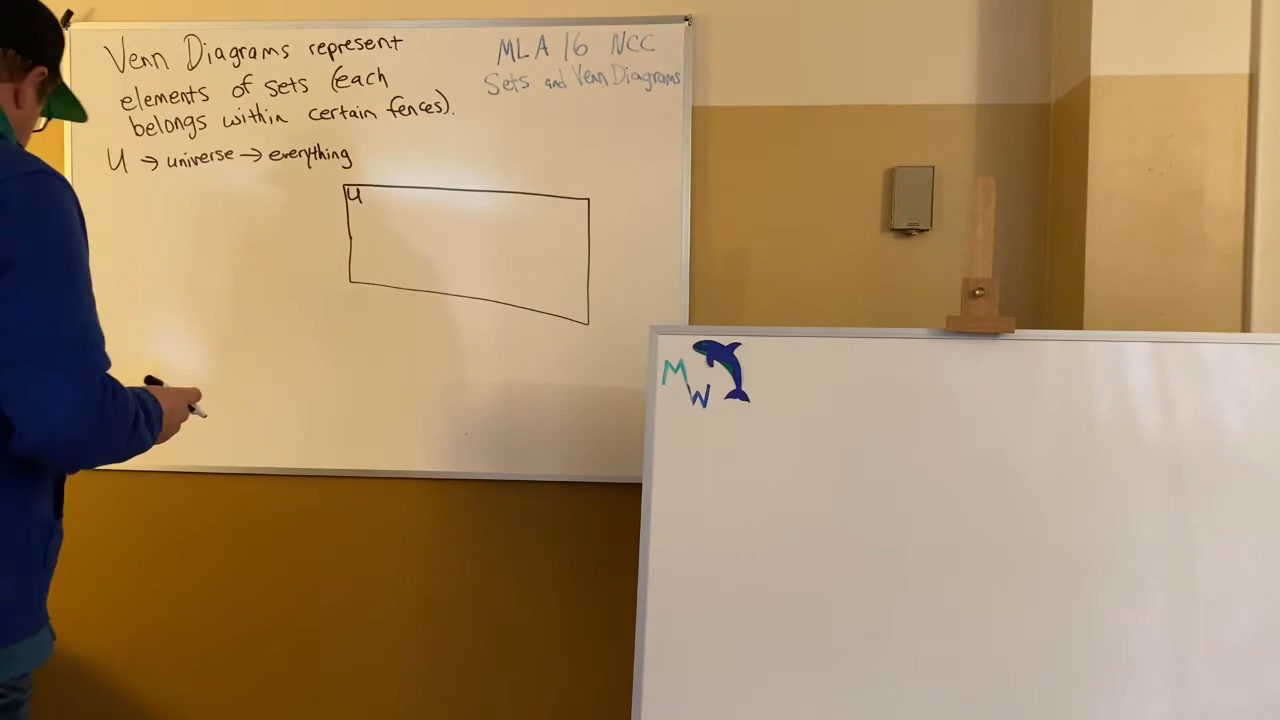 Venn Diagrams represent
elements of sets (each
belongs within certain fences).
U → universe → everything
MLA 16 NCC
Sets and Venn Diagrams
U
M
W